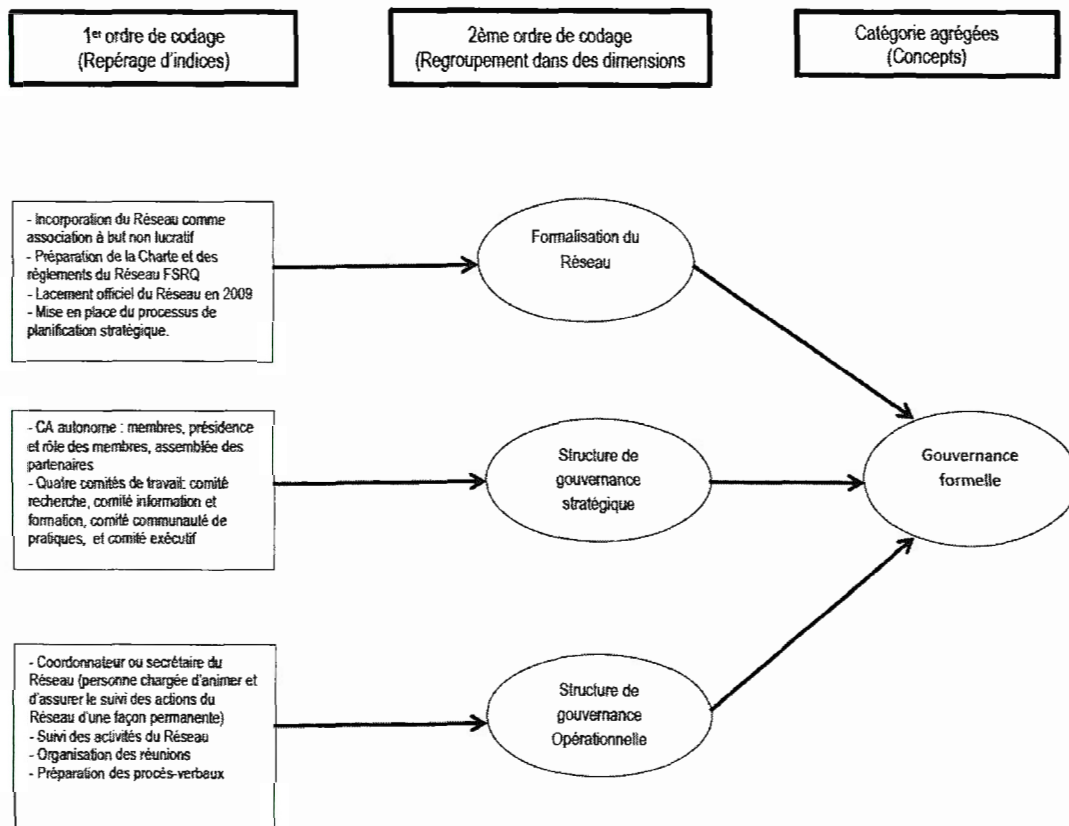 1er ordre de codage
(Repérage d'indices)
2ème ordre de codage
(Regroupement dans des dimensions
Catégorie agrégées
(Concepts)
- Incorporation du Réseau comme
association à but non lucratif
- Préparation de la Charte et des
règlements du Réseau FSRQ
- Lacement officiel du Réseau en 2009
- Mise en place du processus de
planification stratégique.
Formalisation du
Réseau
- CA autonome : membres, présidence
et rôle des membres, assemblée des
partenaires
- Quatre comités de travail: comité
recherche, comité information et
formation, comité communauté de
pratiques, et comité exécutif
Structure de
gouvernance
stratégique
Gouvernance
formelle
- Coordonnateur ou secrétaire du
Réseau (personne chargée d'animer et
d'assurer le suivi des actions du
Réseau d'une façon permanente)
- Suivi des activités du Réseau
- Organisation des réunions
- Préparation des procès-verbaux
Structure de
gouvernance
Opérationnelle